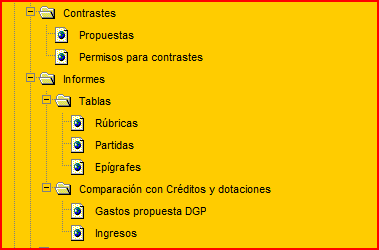 Contrastes
Propuestas
Permisos para contrastes
Informes
Tablas
Rúbricas
Partidas
Epígrafes
Comparación con Créditos y dotaciones
Gastos propuesta DGP
Ingresos